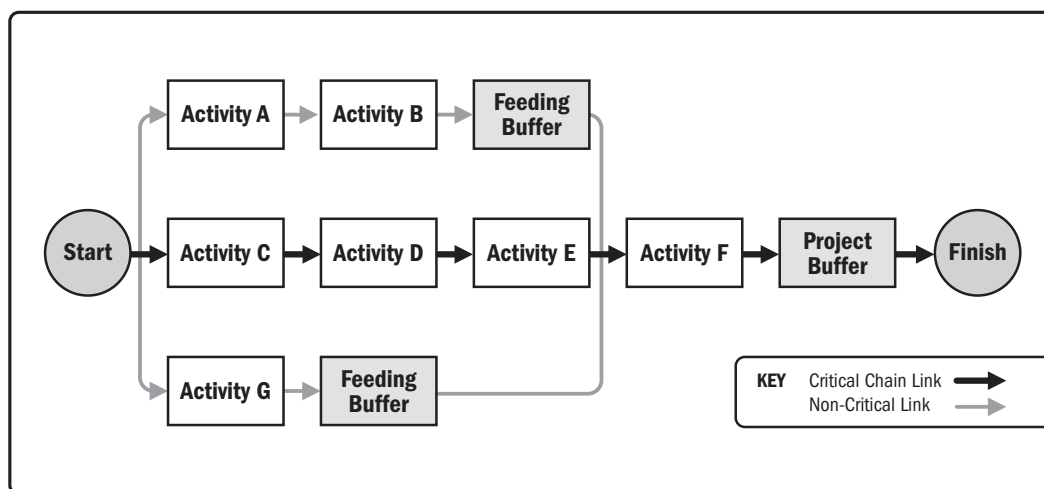 Activity A
Activity B
Feeding
Buffer
Start
Activity C
Activity D
Activity E
Activity F
Project
Buffer
Finish
Activity G
Feeding
Buffer
KEY Critical Chain Link
Non-Critical Link